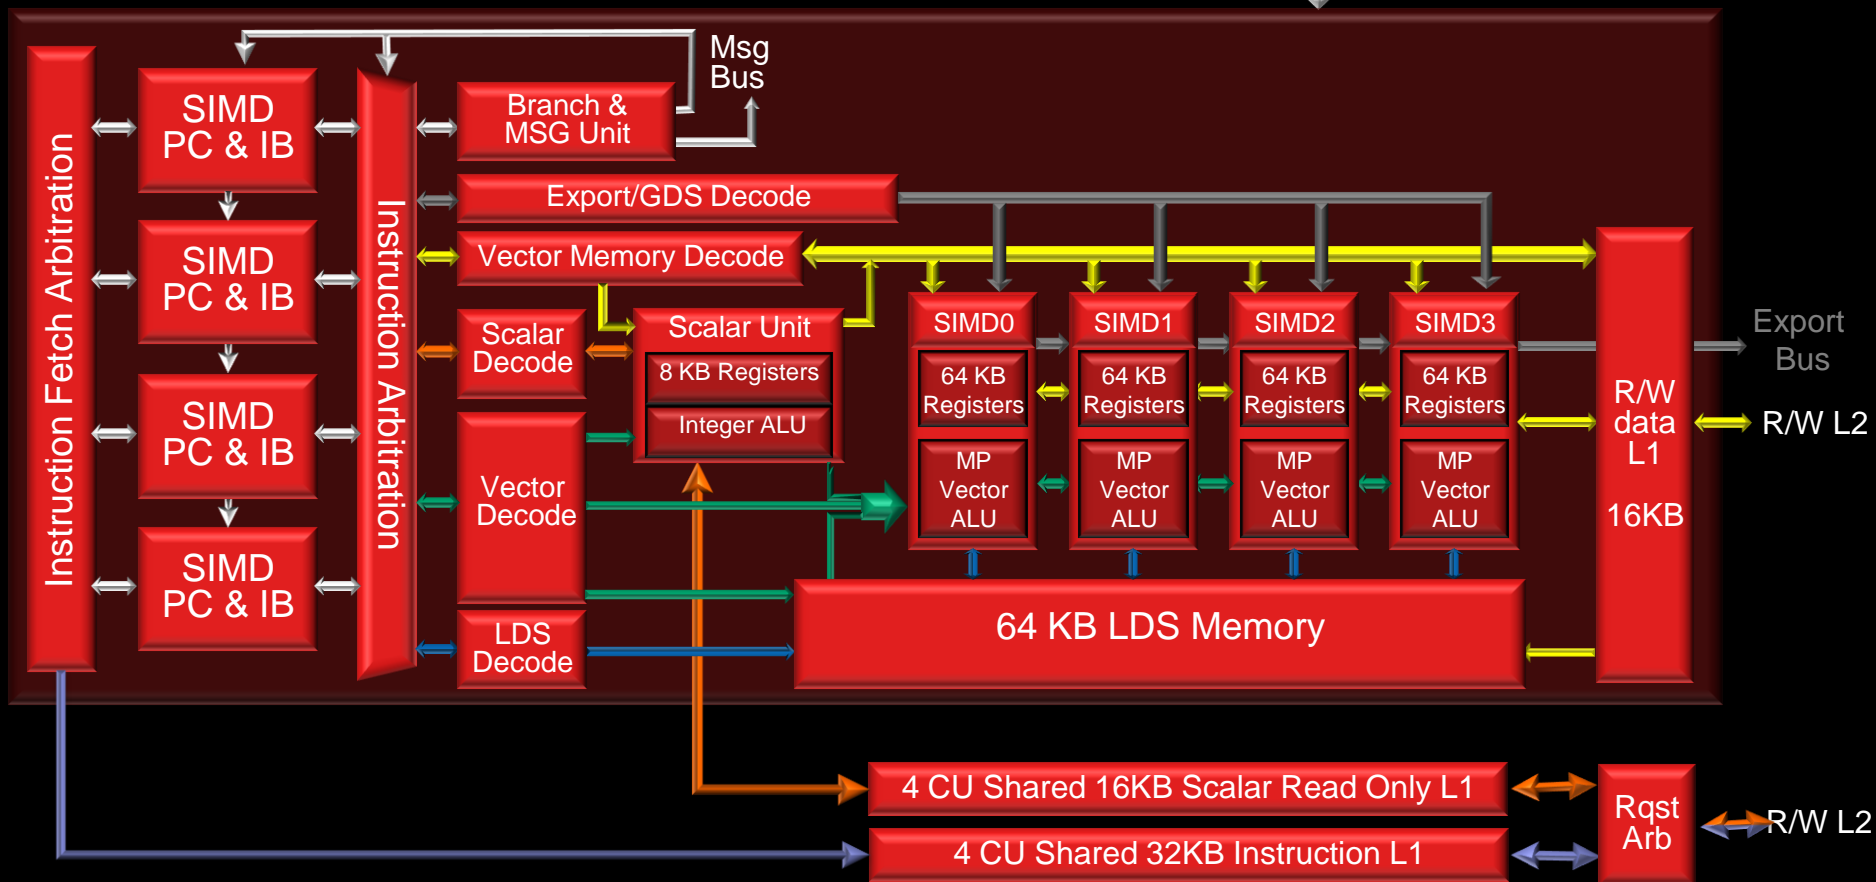 Msg
Bus
Instruction Fetch Arbitration
SIMD
PC & IB
SIMD
PC & IB
SIMD
PC & IB
SIMD
PC & IB
Instruction Arbitration
Branch &
MSG Unit
Export/GDS Decode
Vector Memory Decode
Scalar
Decode
Scalar Unit
8 KB Registers
Integer ALU
Vector
Decode
LDS
Decode
SIMD0
64 KB
Registers
MP
Vector
ALU
SIMD1
64 KB
Registers
MP
Vector
ALU
SIMD2
64 KB
Registers
MP
Vector
ALU
SIMD3
64 KB
Registers
MP
Vector
ALU
64 KB LDS Memory
R/W
data
L1
16KB
Export
Bus
R/W L2
4 CU Shared 16KB Scalar Read Only L1
4 CU Shared 32KB Instruction L1
Rqst
Arb
R/W L2